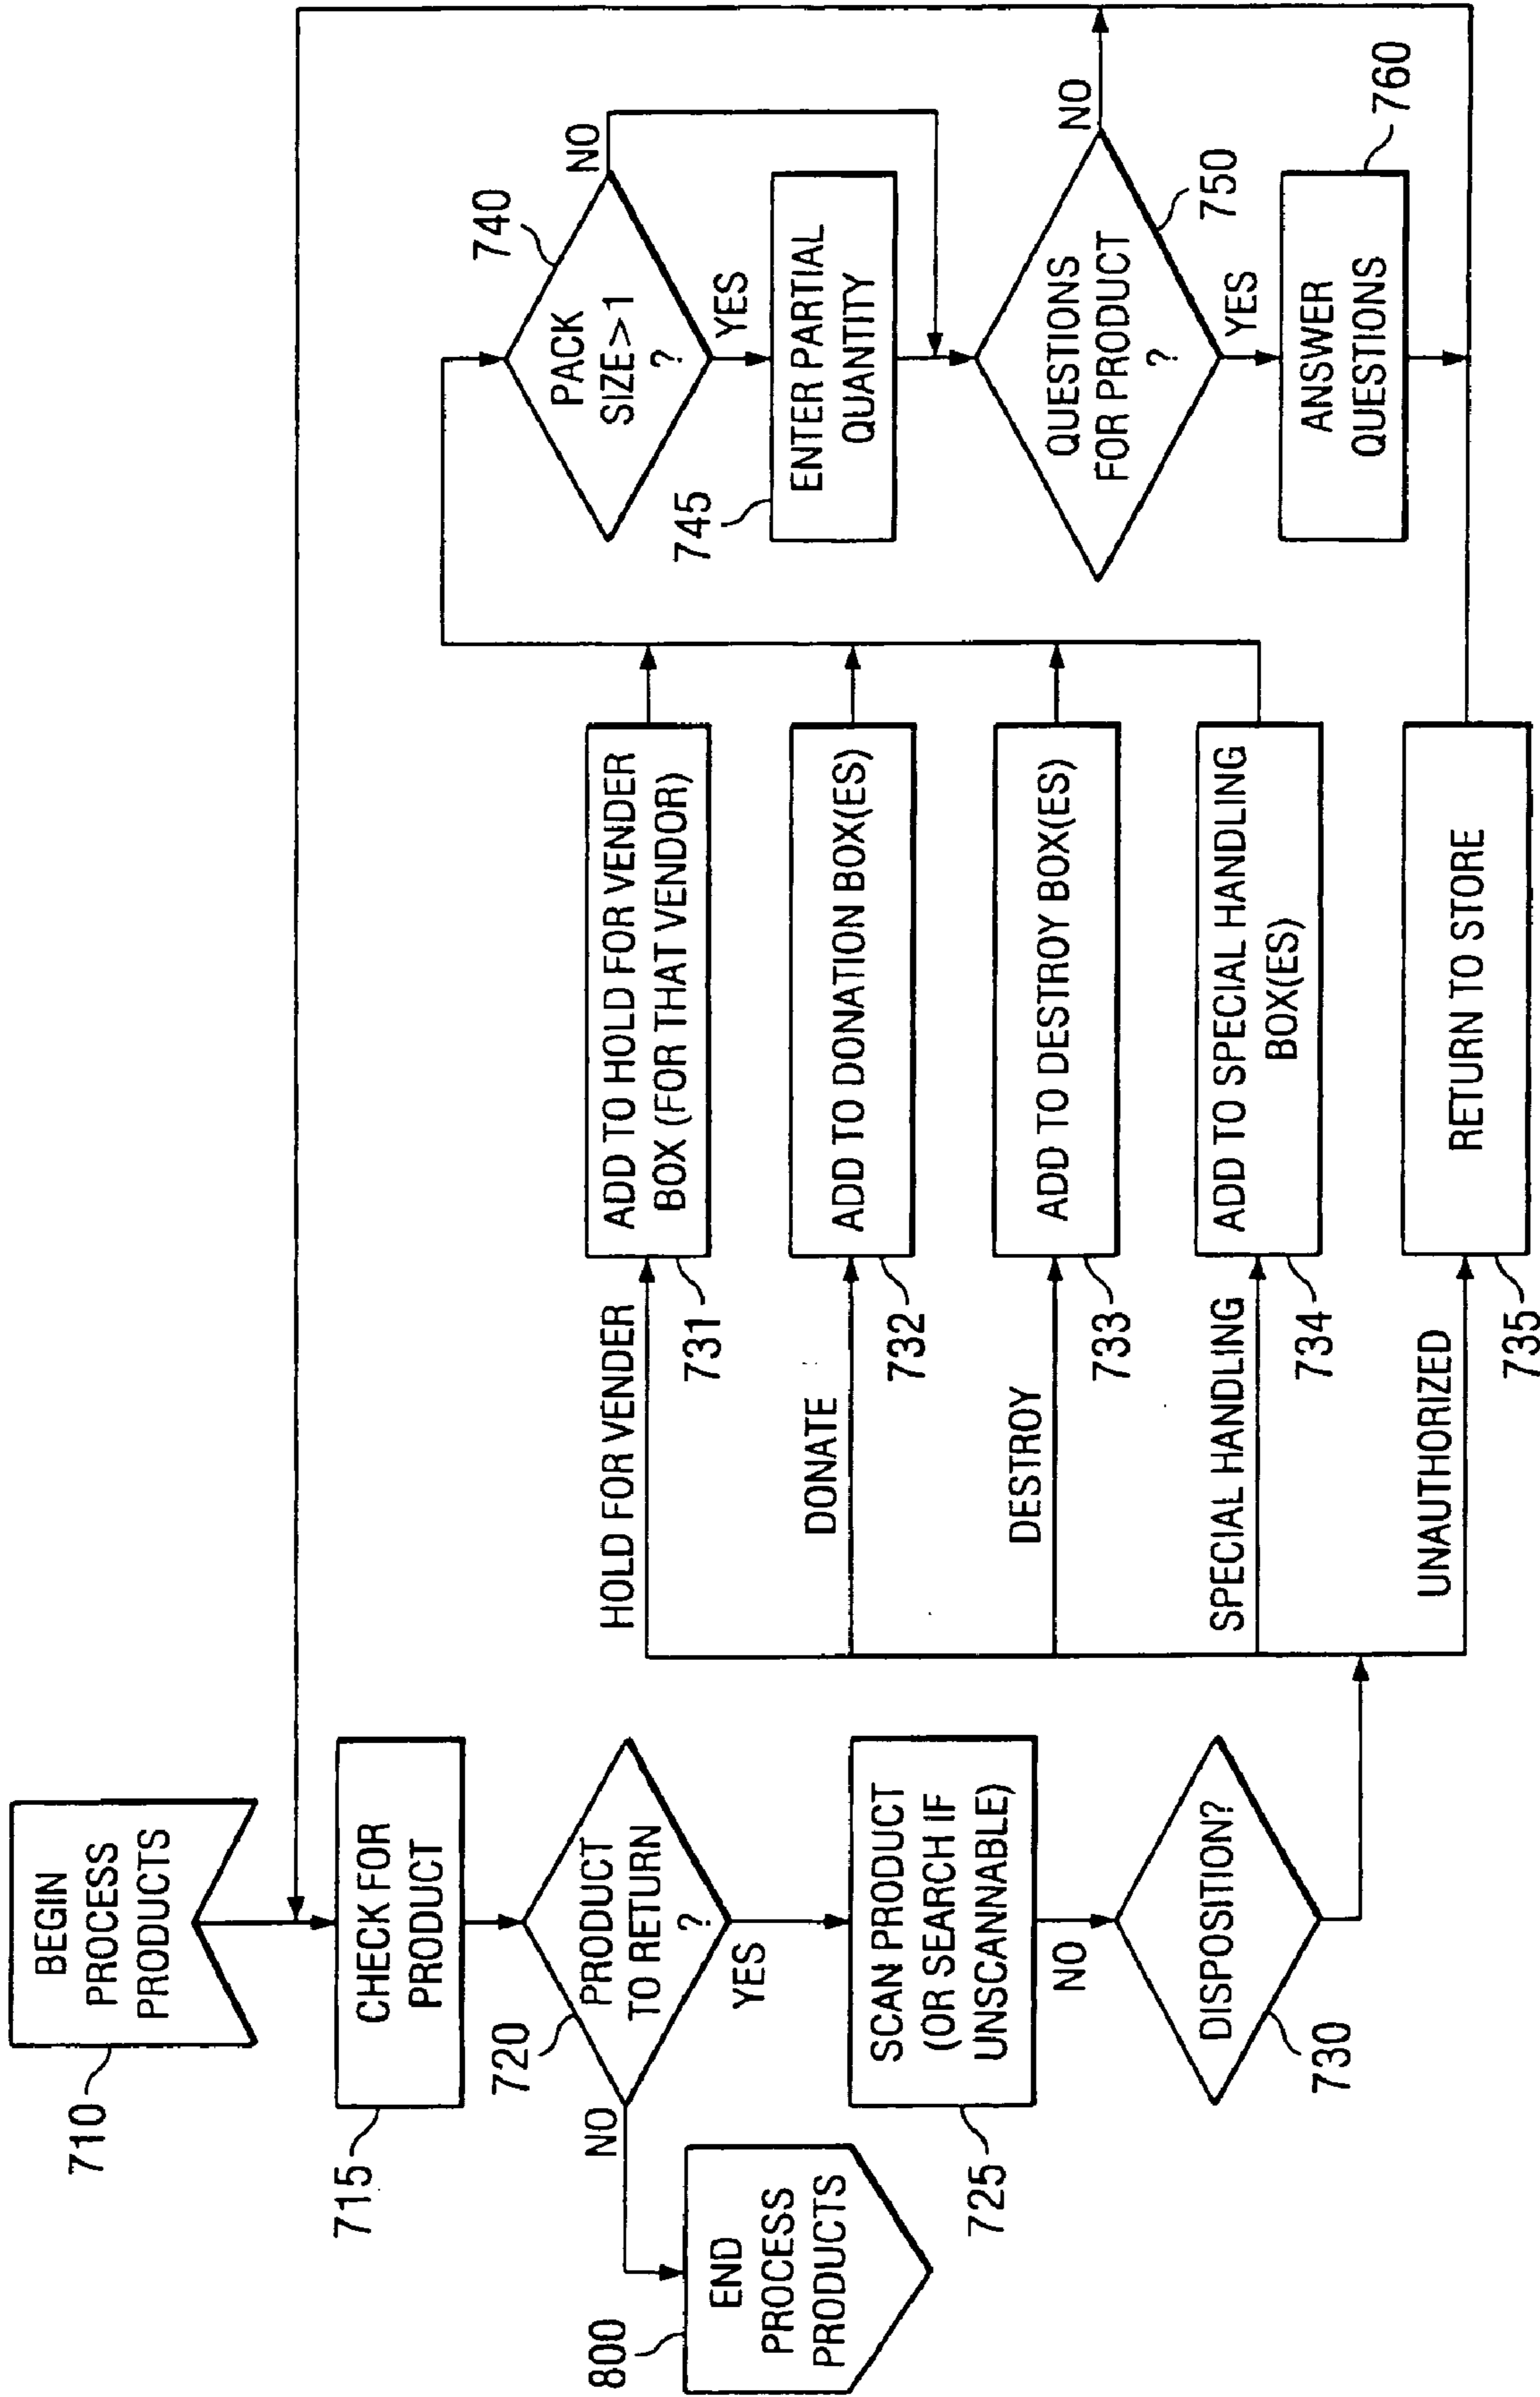 BEGIN
PROCESS
PRODUCTS
710
CHECK FOR
PRODUCT
715
PRODUCT
TO RETURN
?
720
NO
YES
END
PROCESS
PRODUCTS
800
SCAN PRODUCT
(OR SEARCH IF
UNSCANNABLE)
725
NO
DISPOSITION?
730
HOLD FOR VENDER
ADD TO HOLD FOR VENDER
BOX (FOR THAT VENDOR)
731
DONATE
ADD TO DONATION BOX(ES)
732
DESTROY
ADD TO DESTROY BOX(ES)
733
SPECIAL HANDLING
ADD TO SPECIAL HANDLING
BOX(ES)
734
UNAUTHORIZED
RETURN TO STORE
735
PACK
SIZE>1
?
740
NO
YES
ENTER PARTIAL
QUANTITY
745
QUESTIONS
FOR PRODUCT
?
750
NO
YES
ANSWER
QUESTIONS
760